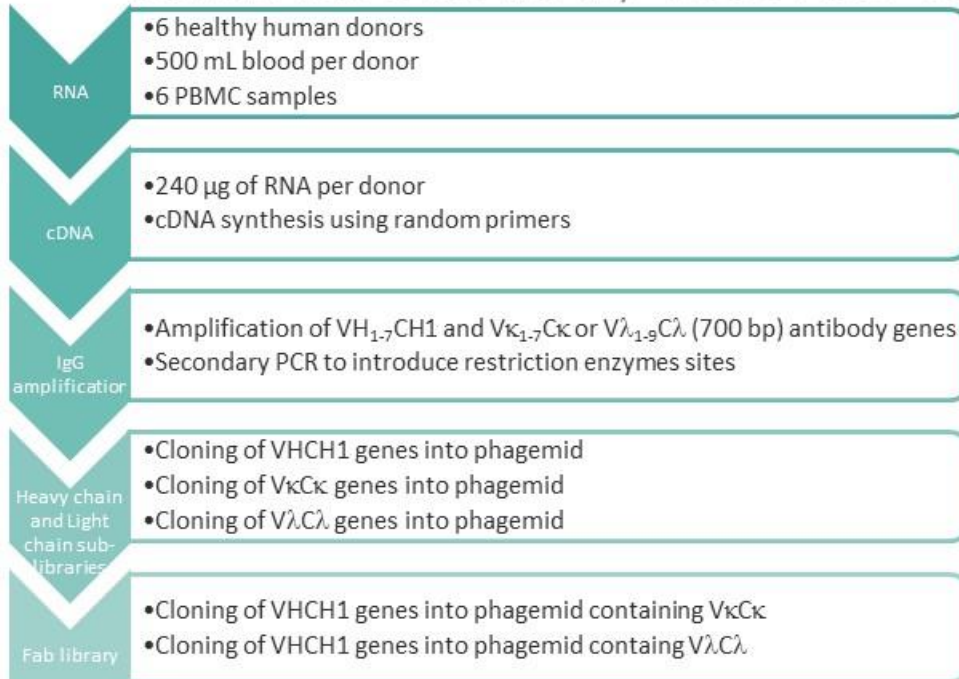 RNA
•6 healthy human donors
•500 mL blood per donor
•6 PBMC samples
cDNA
•240 µg of RNA per donor
•cDNA synthesis using random primers
IgG
amplification
•Amplification of VH₁₋₇CH1 and Vκ₁₋₇Cκ or Vλ₁₋₉Cλ (700 bp) antibody genes
•Secondary PCR to introduce restriction enzymes sites
Heavy chain
and Light
chain sub-
libraries
•Cloning of VHCH1 genes into phagemid
•Cloning of VκCκ genes into phagemid
•Cloning of VλCλ genes into phagemid
Fab library
•Cloning of VHCH1 genes into phagemid containing VκCκ
•Cloning of VHCH1 genes into phagemid containg VλCλ